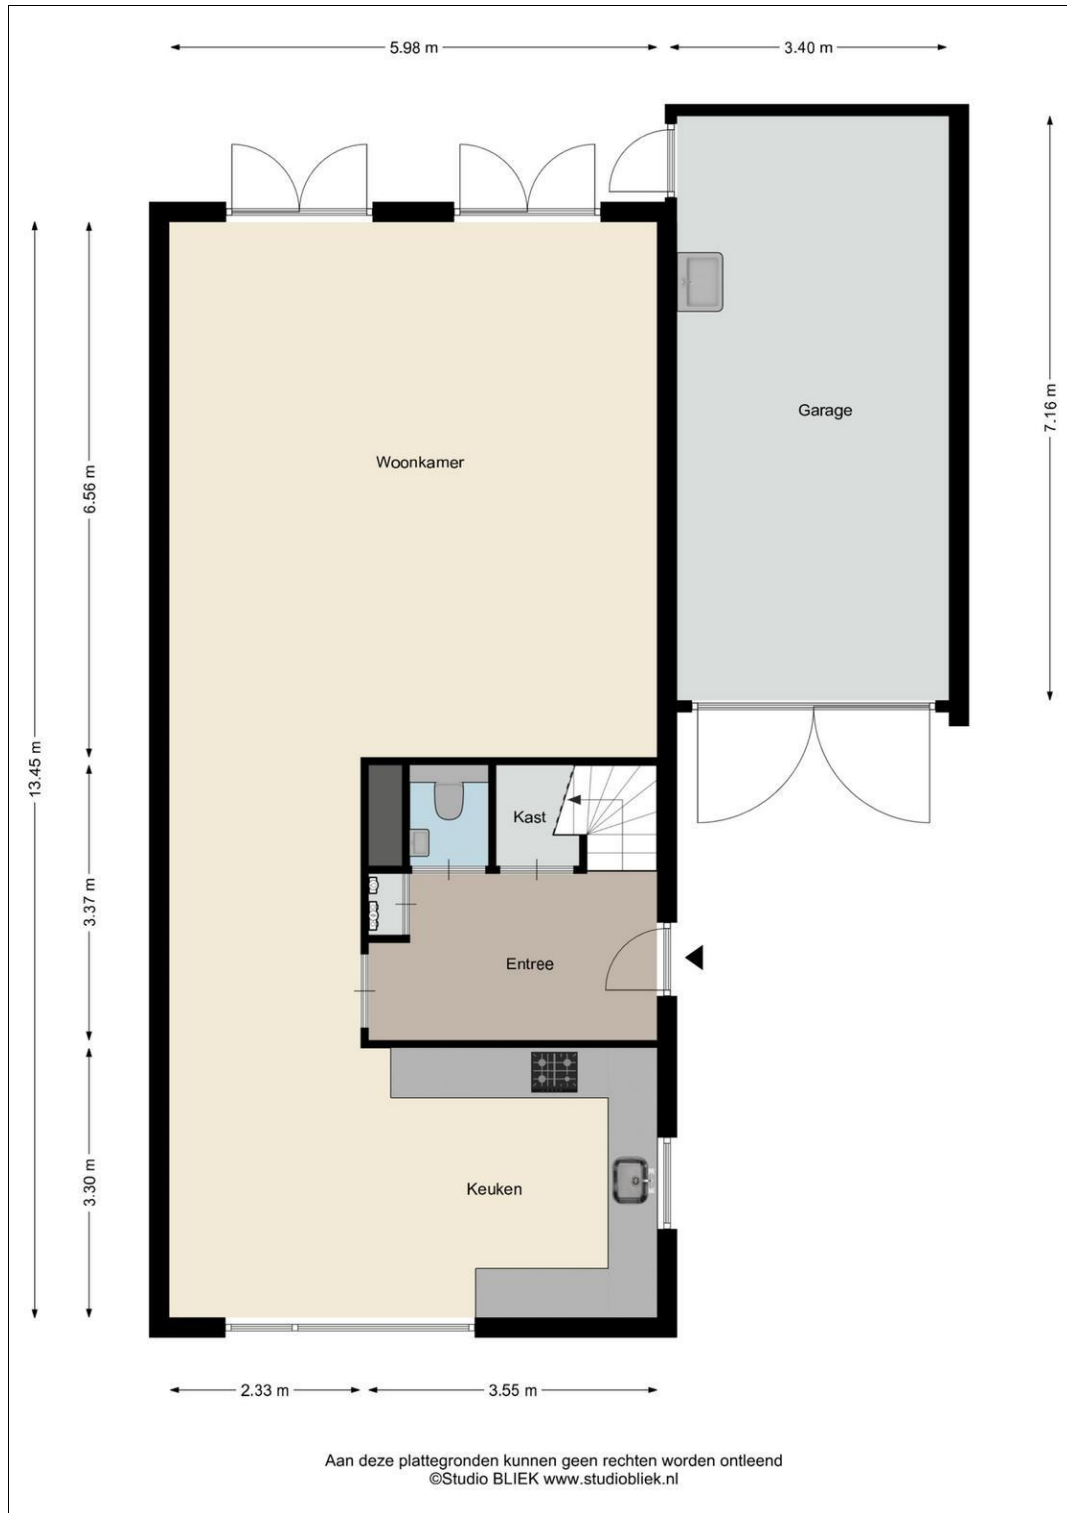 5.98 m
3.40 m
Garage
7.16 m
Woonkamer
6.56 m
13.45 m
Kast
3.37 m
Entree
3.30 m
Keuken
2.33 m
3.55 m
Aan deze plattegronden kunnen geen rechten worden ontleend
©Studio BLIEK www.studiobliek.nl